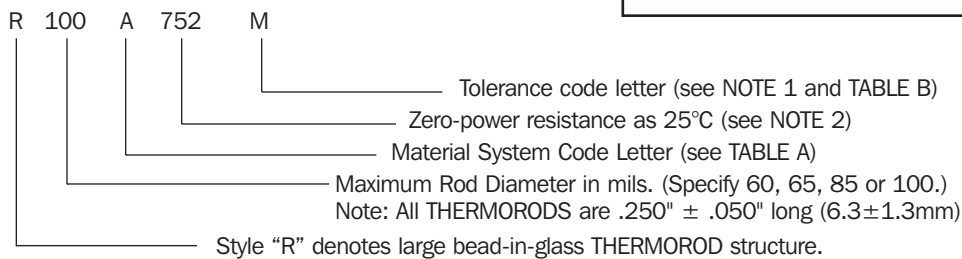 R 100 A 752 M
Tolerance code letter (see NOTE 1 and TABLE B)
Zero-power resistance as 25°C (see NOTE 2)
Material System Code Letter (see TABLE A)
Maximum Rod Diameter in mils. (Specify 60, 65, 85 or 100.)
Note: All THERMORODS are .250" ± .050" long (6.3±1.3mm)
Style “R” denotes large bead-in-glass THERMOROD structure.